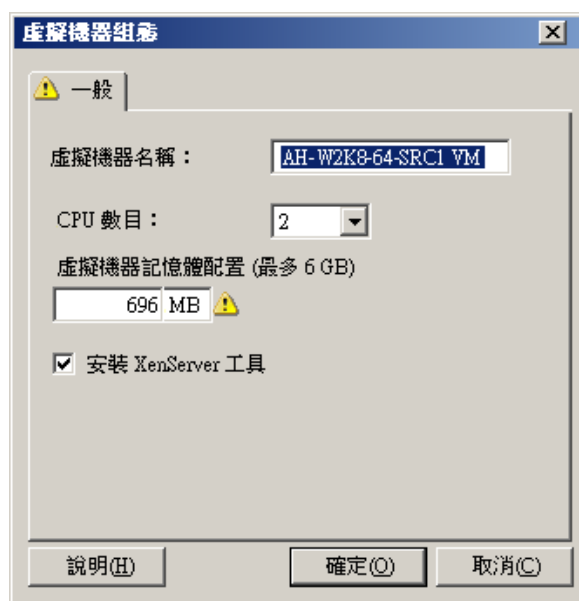 虛擬機器組態
一般
虛擬機器名稱： AH-W2K8-64-SRC1 VM
CPU 數目： 2
虛擬機器記憶體配置 (最多 6 GB)
696 MB
安裝 XenServer 工具
說明(H) 確定(O) 取消(C)